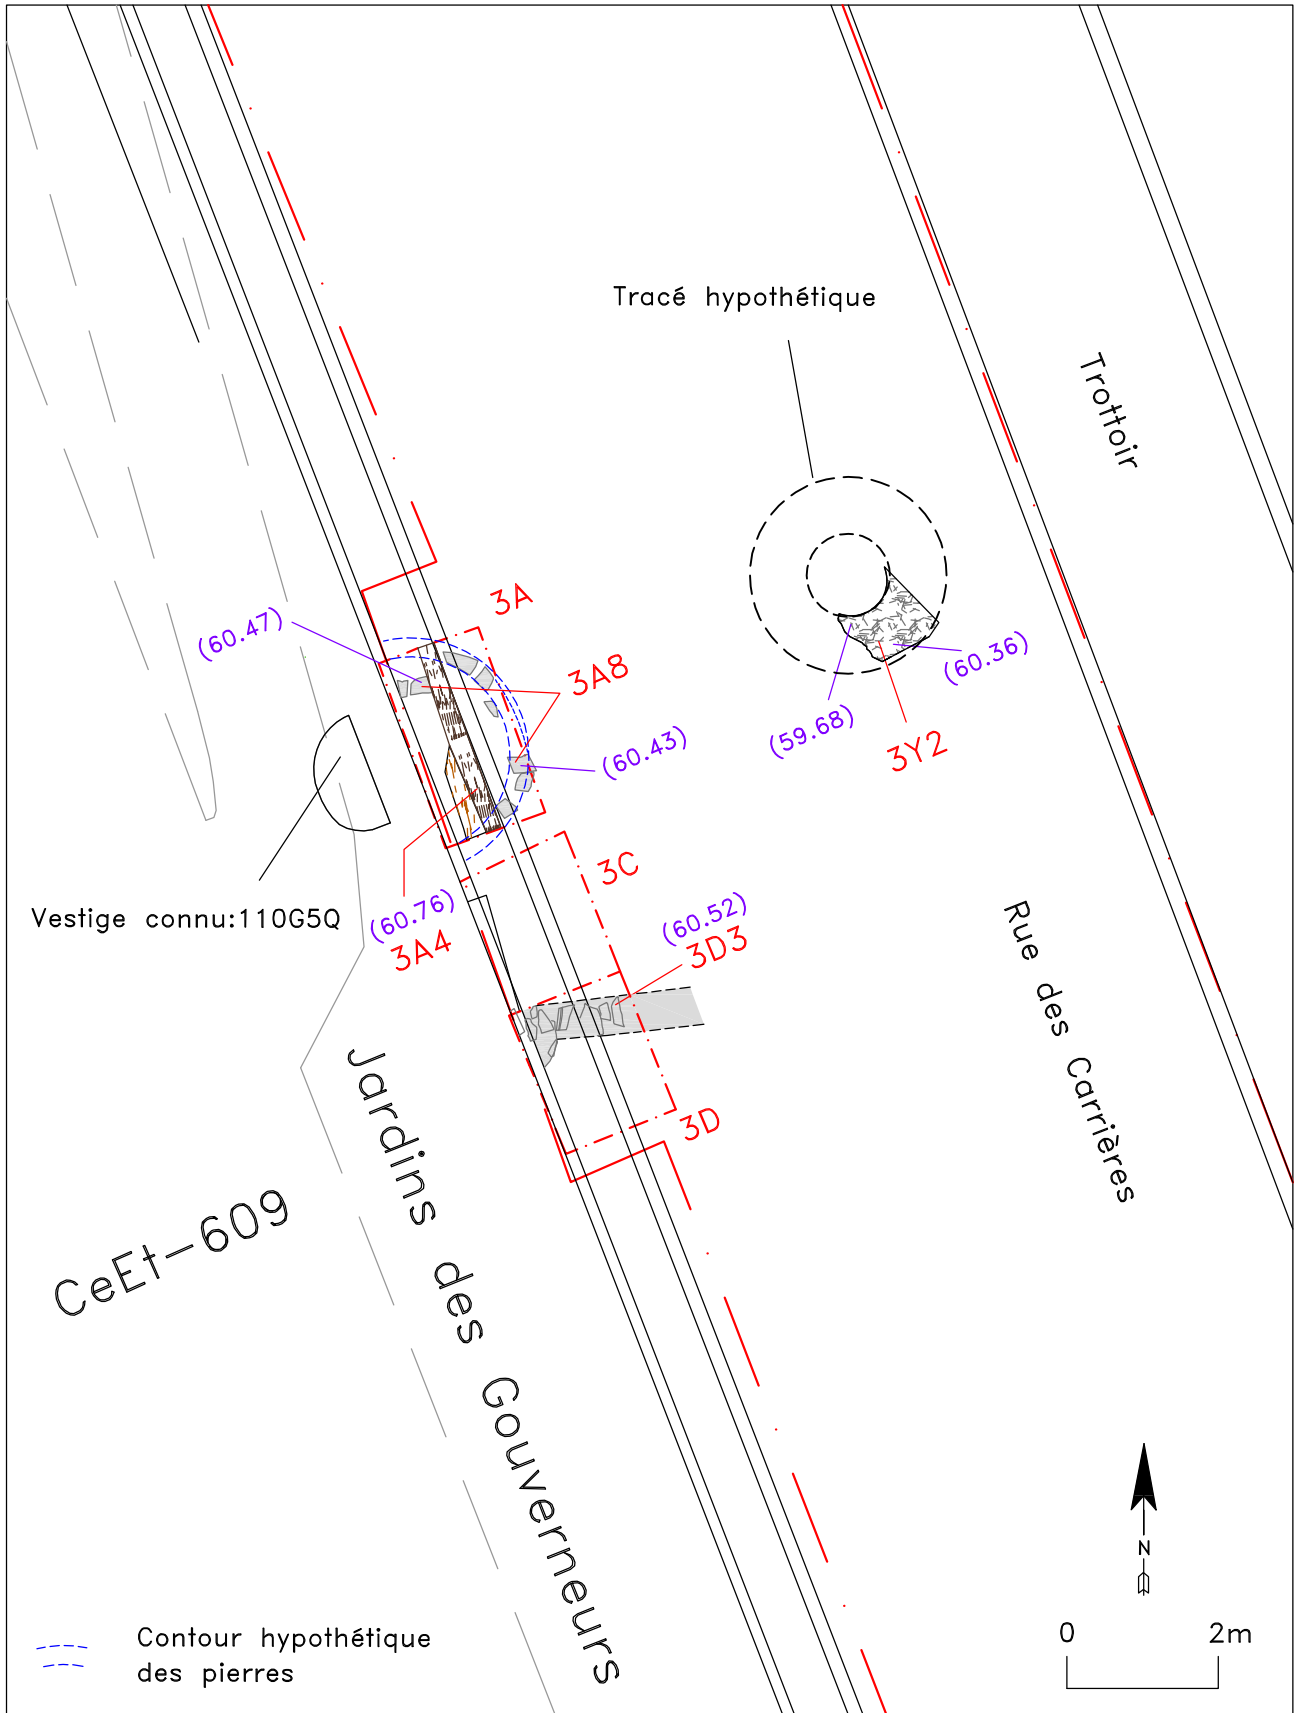 Tracé hypothétique
Trottoir
3A
(60.47)
3A8
(60.36)
(59.68)
3Y2
(60.43)
3C
Vestige connu:110G5Q
(60.76)
3A4
(60.52)
3D3
Rue des Carrières
3D
Jardins des Gouverneurs
CeEt-609
N
0 2m
Contour hypothétique
des pierres